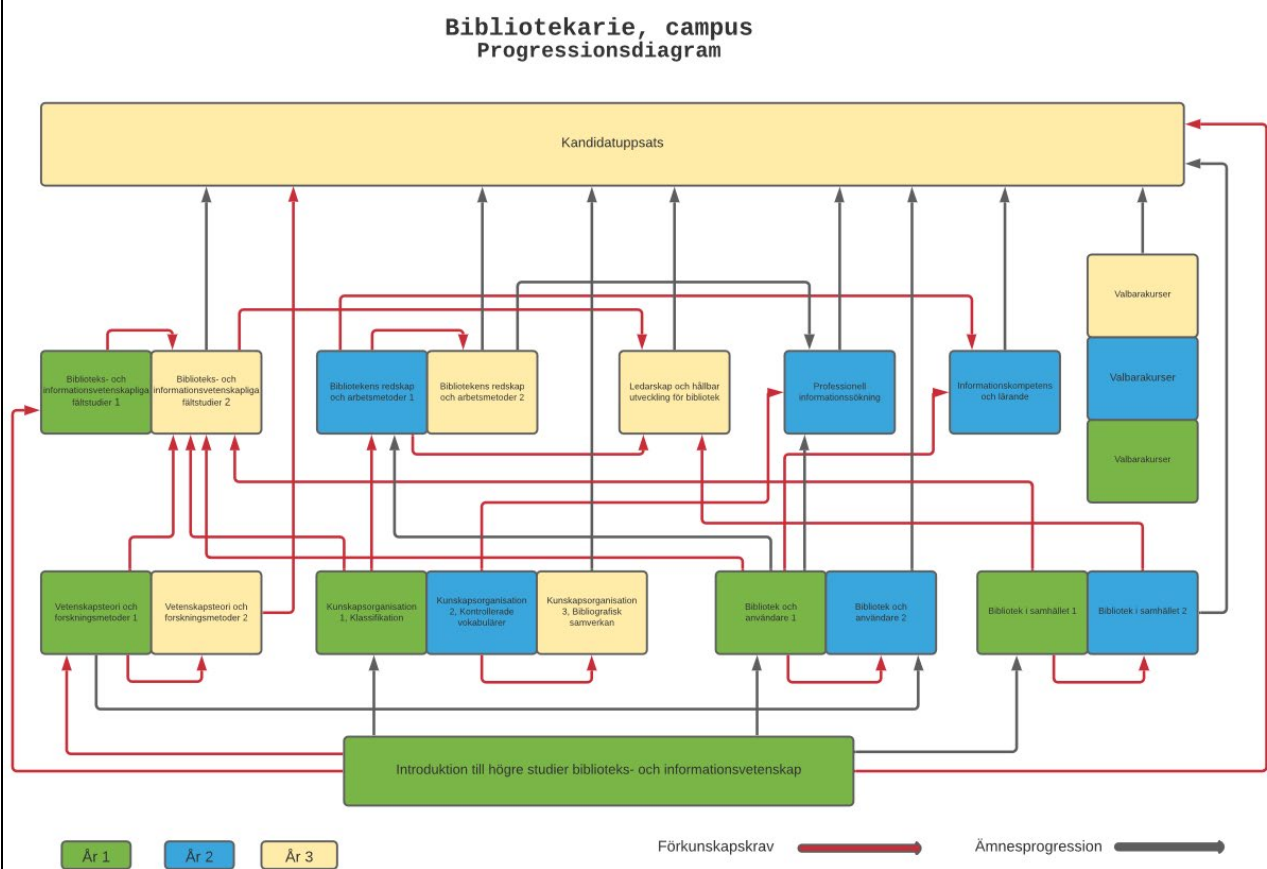 Bibliotekarie, campus
Progressionsdiagram
Kandidatuppsats
Valbarakurser
Biblioteks- och
informationsvetenskapliga
fältstudier 1
Biblioteks- och
informationsvetenskapliga
fältstudier 2
Bibliotekens redskap
och arbetsmetoder 1
Bibliotekens redskap
och arbetsmetoder 2
Ledarskap och hållbar
utveckling för bibliotek
Professionell
informationssökning
Informationskompetens
och lärande
Valbarakurser
Valbarakurser
Vetenskapsteori och
forskningsmetoder 1
Vetenskapsteori och
forskningsmetoder 2
Kunskapsorganisation
1, Klassifikation
Kunskapsorganisation
2, Kontrollerade
vokabulärer
Kunskapsorganisation
3, Bibliografisk
samverkan
Bibliotek och
användare 1
Bibliotek och
användare 2
Bibliotek i samhället 1
Bibliotek i samhället 2
Introduktion till högre studier biblioteks- och informationsvetenskap
År 1
År 2
År 3
Förkunskapskrav
Ämnesprogression